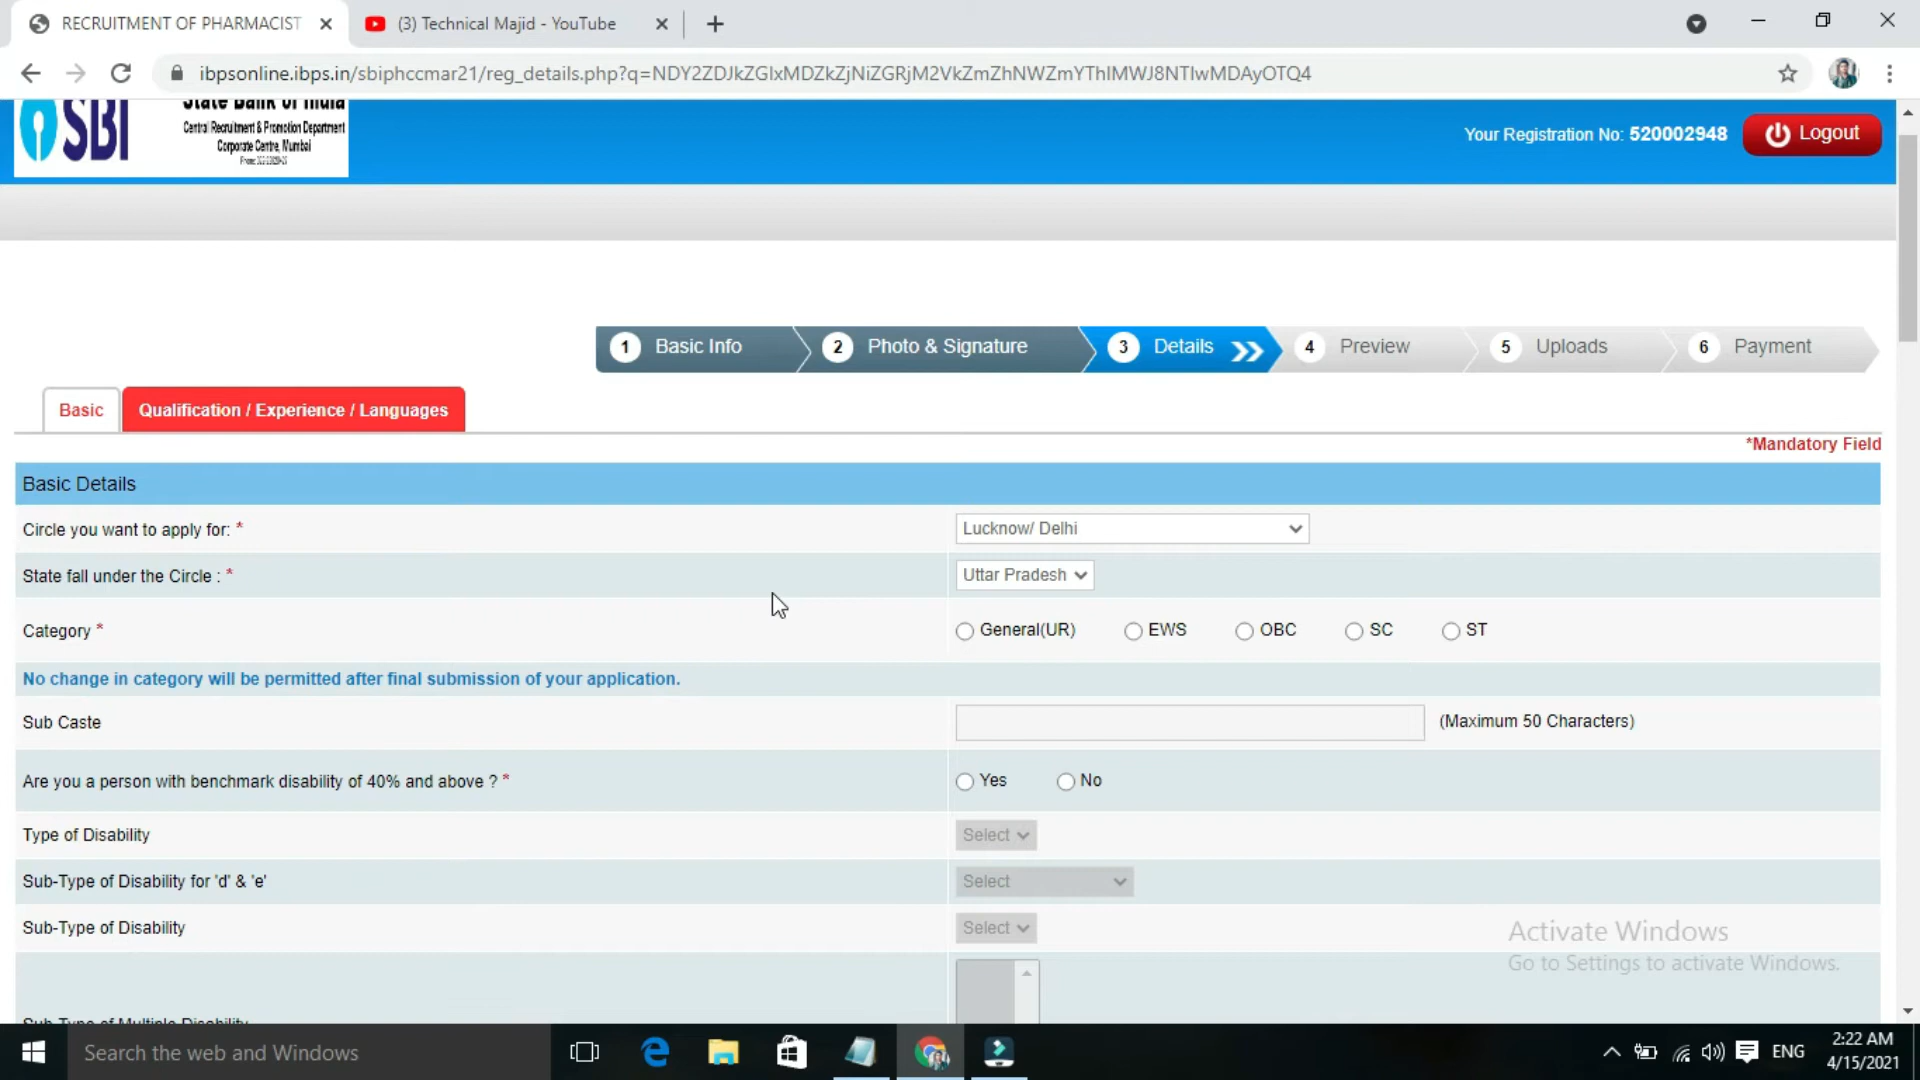 RECRUITMENT OF PHARMACIST
(3) Technical Majid - YouTube
ibpsonline.ibps.in/sbiphccmar21/reg_details.php?q=NDY2ZDJkZGIxMDZkZjNiZGRjM2VkZmZhNWZmYThlMWJ8NTIwMDAyOTQ4
SBI
State Bank of India
Central Recruitment & Promotion Department
Corporate Centre, Mumbai
Your Registration No: 520002948
Logout
1 Basic Info
2 Photo & Signature
3 Details
4 Preview
5 Uploads
6 Payment
Basic
Qualification / Experience / Languages
*Mandatory Field
Basic Details
Circle you want to apply for: * Lucknow/ Delhi
State fall under the Circle : * Uttar Pradesh
Category * General(UR) EWS OBC SC ST
No change in category will be permitted after final submission of your application.
Sub Caste (Maximum 50 Characters)
Are you a person with benchmark disability of 40% and above ? * Yes No
Type of Disability Select
Sub-Type of Disability for 'd' & 'e' Select
Sub-Type of Disability Select
Sub-Type of Multiple Disability
Activate Windows
Go to Settings to activate Windows.
Search the web and Windows
ENG
2:22 AM
4/15/2021